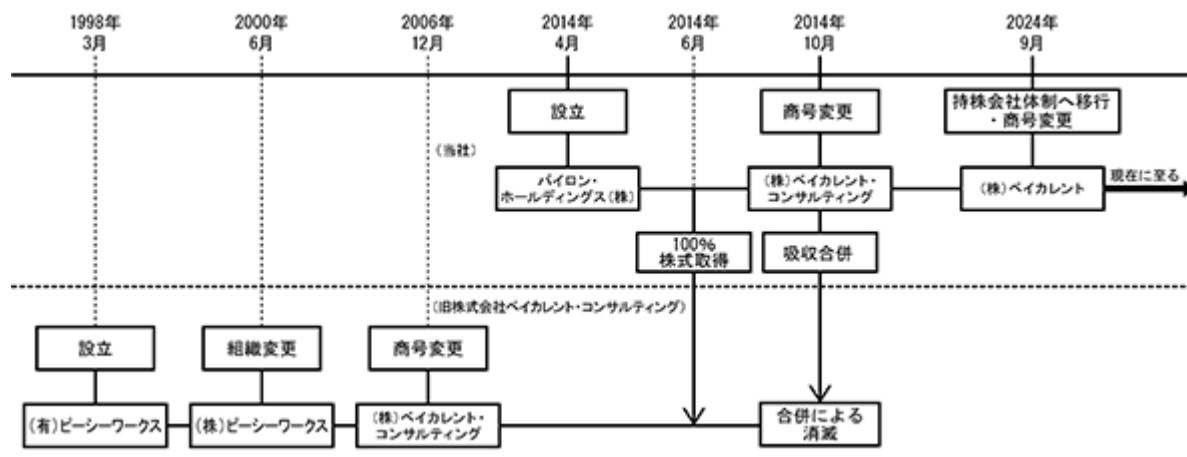 1998年
3月
2000年
6月
2006年
12月
2014年
4月
2014年
6月
2014年
10月
2024年
9月
設立
商号変更
持株会社体制へ移行
・商号変更
(当社)
バイロン・
ホールディングス(株)
(株)ベイカレント・
コンサルティング
(株)ベイカレント
現在に至る
100%
株式取得
吸収合併
(旧株式会社ベイカレント・コンサルティング)
設立
組織変更
商号変更
(有)ピーシーワークス
(株)ピーシーワークス
(株)ベイカレント・
コンサルティング
合併による
消滅